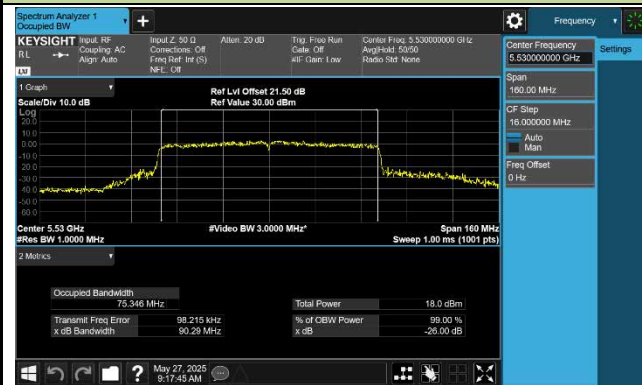 Spectrum Analyzer 1
Occupied BW
Frequency
KEYSIGHT
Input: RF
Coupling: AC
Align: Auto
Input Z: 50 Ω
Corrections: Off
Freq Ref: Int (S)
NFE: Off
Atten: 20 dB
Trig: Free Run
Gate: Off
#IF Gain: Low
Center Freq: 5.530000000 GHz
Avg|Hold: 50/50
Radio Std: None
RL
LXI
Center Frequency
5.53000000 GHz
Settings
Span
160.00 MHz
CF Step
16.000000 MHz
Auto
Man
Freq Offset
0 Hz
1 Graph
Scale/Div 10.0 dB
Ref Lvl Offset 21.50 dB
Ref Value 30.00 dBm
Log
20.0
10.0
0.00
-10.0
-20.0
-30.0
-40.0
-50.0
-60.0
Center 5.53 GHz
#Res BW 1.0000 MHz
#Video BW 3.0000 MHz*
Span 160 MHz
Sweep 1.00 ms (1001 pts)
2 Metrics
Occupied Bandwidth
75.346 MHz
Total Power 18.0 dBm
Transmit Freq Error 98.215 kHz
% of OBW Power 99.00 %
x dB Bandwidth 90.29 MHz
x dB -26.00 dB
?
May 27, 2025
9:17:45 AM